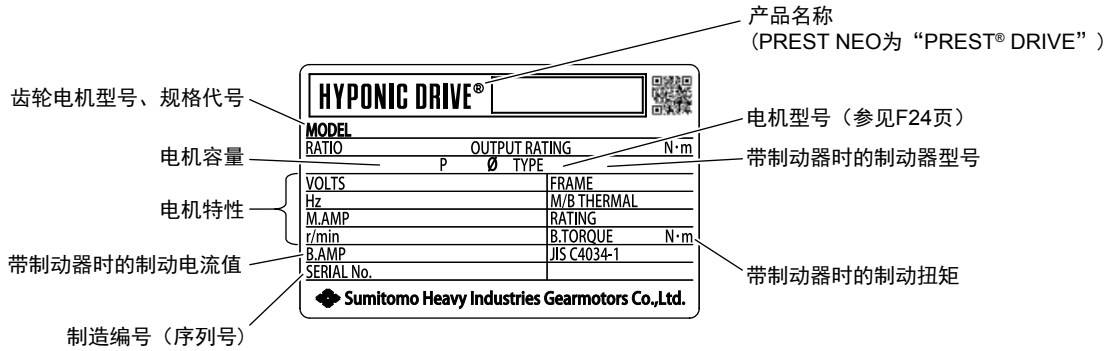 产品名称
(PREST NEO为“PREST® DRIVE”)
齿轮电机型号、规格代号
HYPONIC DRIVE®
MODEL
电机型号（参见F24页）
RATIO OUTPUT RATING N·m
电机容量
P Ø TYPE
带制动器时的制动器型号
VOLTS FRAME
电机特性
Hz M/B THERMAL
M.AMP RATING
r/min B.TORQUE N·m
带制动器时的制动电流值
B.AMP JIS C4034-1
带制动器时的制动扭矩
SERIAL No.
Sumitomo Heavy Industries Gearmotors Co.,Ltd.
制造编号（序列号）